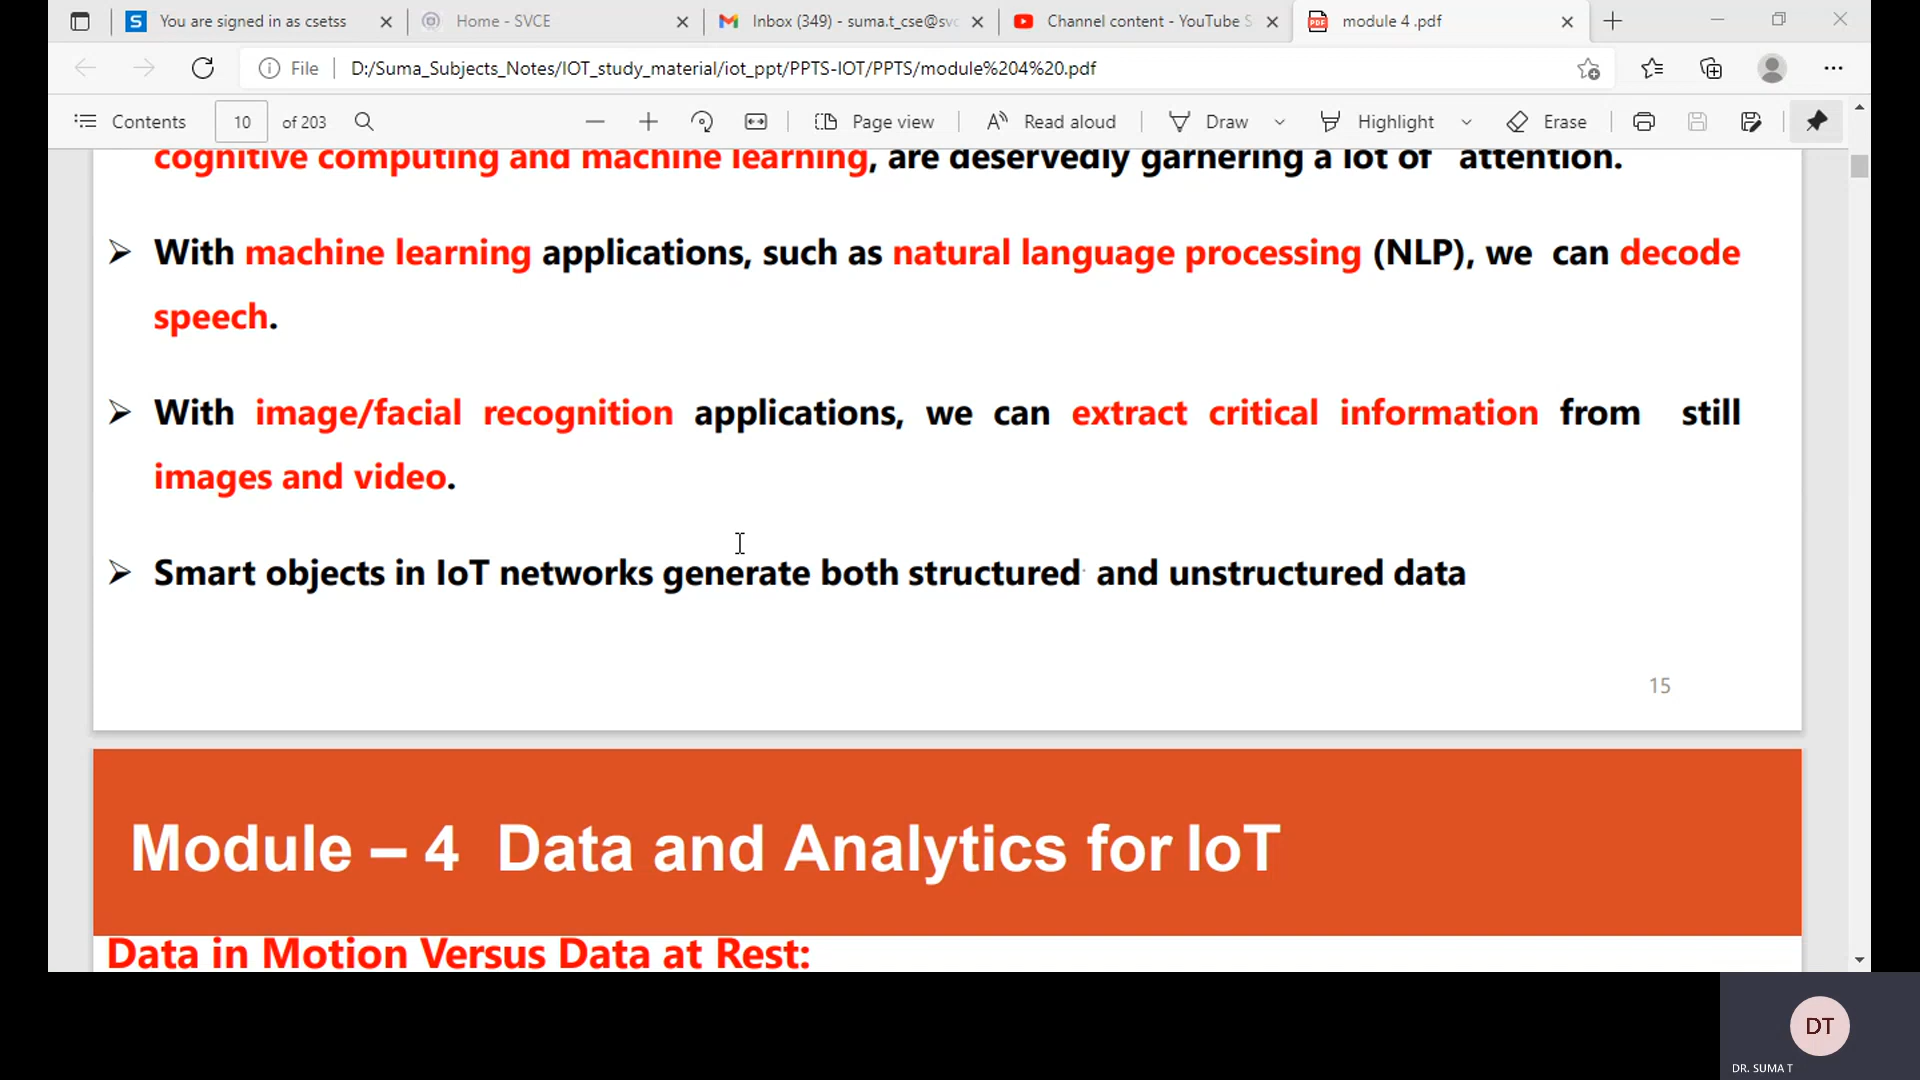 You are signed in as csetss
Home - SVCE
Inbox (349) - suma.t_cse@svc
Channel content - YouTube S
module 4 .pdf
File
D:/Suma_Subjects_Notes/IOT_study_material/iot_ppt/PPTS-IOT/PPTS/module%204%20.pdf
Contents
10
of 203
Page view
Read aloud
Draw
Highlight
Erase
cognitive computing and machine learning, are deservedly garnering a lot of attention.
➢ With machine learning applications, such as natural language processing (NLP), we can decode
speech.
➢ With image/facial recognition applications, we can extract critical information from still
images and video.
➢ Smart objects in IoT networks generate both structured and unstructured data
15
Module – 4 Data and Analytics for IoT
Data in Motion Versus Data at Rest:
DT
DR. SUMA T